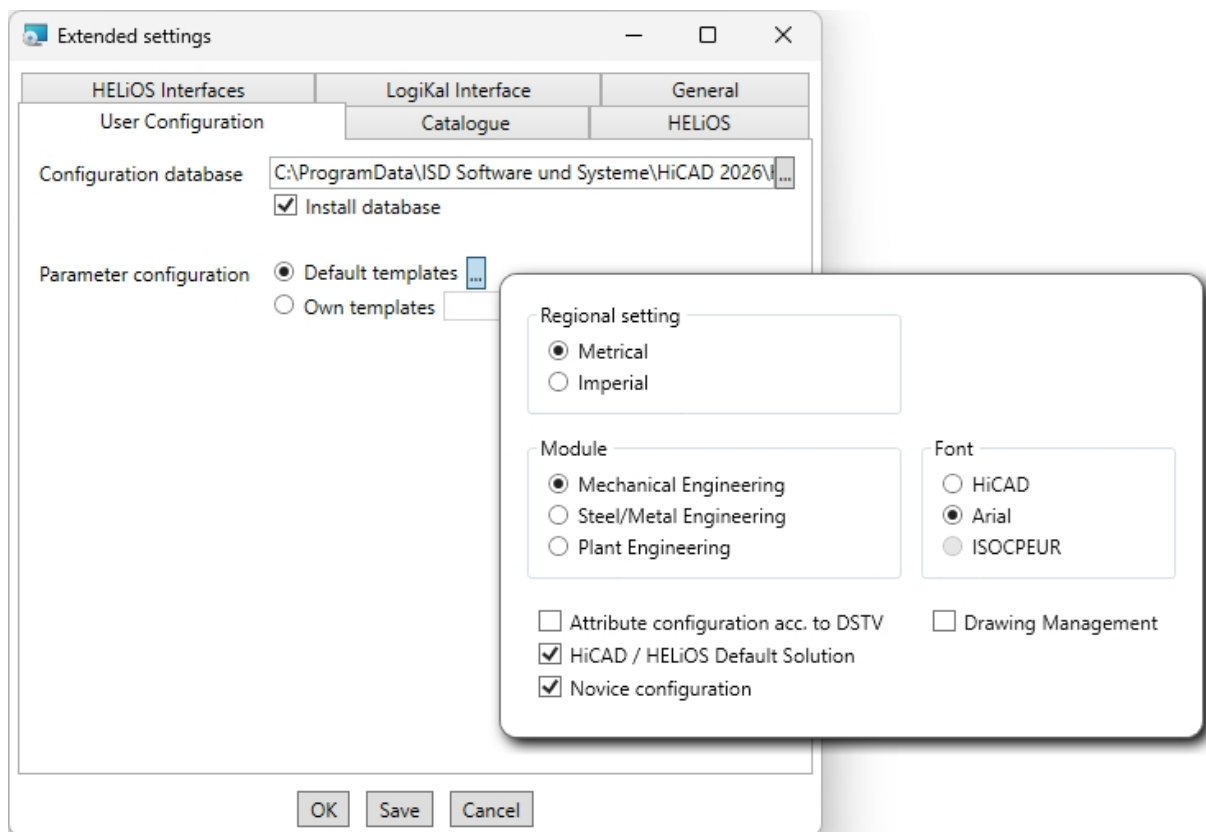 Extended settings
HELiOS Interfaces LogiKal Interface General
User Configuration Catalogue HELiOS
Configuration database C:\ProgramData\ISD Software und Systeme\HiCAD 2026\ ...
Install database
Parameter configuration Default templates ...
Own templates
Regional setting
Metrical
Imperial
Module Font
Mechanical Engineering HiCAD
Steel/Metal Engineering Arial
Plant Engineering ISOCPEUR
Attribute configuration acc. to DSTV Drawing Management
HiCAD / HELiOS Default Solution
Novice configuration
OK Save Cancel